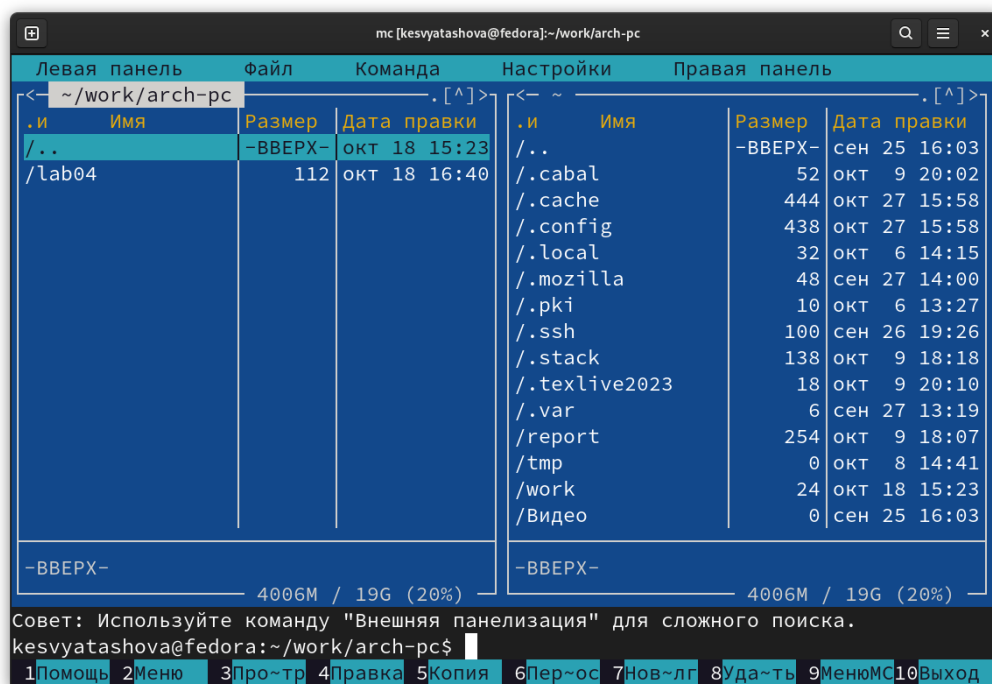 mc [kesvyatashova@fedora]:~/work/arch-pc
Левая панель Файл Команда Настройки Правая панель
<— ~/work/arch-pc .[^]> <— ~ .[^]>
.и Имя Размер Дата правки .и Имя Размер Дата правки
/.. -ВВЕРХ- окт 18 15:23 /.. -ВВЕРХ- сен 25 16:03
/lab04 112 окт 18 16:40 /.cabal 52 окт 9 20:02
/.cache 444 окт 27 15:58
/.config 438 окт 27 15:58
/.local 32 окт 6 14:15
/.mozilla 48 сен 27 14:00
/.pki 10 окт 6 13:27
/.ssh 100 сен 26 19:26
/.stack 138 окт 9 18:18
/.texlive2023 18 окт 9 20:10
/.var 6 сен 27 13:19
/report 254 окт 9 18:07
/tmp 0 окт 8 14:41
/work 24 окт 18 15:23
/Видео 0 сен 25 16:03
-ВВЕРХ- -ВВЕРХ-
4006M / 19G (20%) 4006M / 19G (20%)
Совет: Используйте команду "Внешняя панелизация" для сложного поиска.
kesvyatashova@fedora:~/work/arch-pc$
1Помощь 2Меню 3Про~тр 4Правка 5Копия 6Пер~ос 7Нов~лг 8Уда~ть 9МенюMC 10Выход